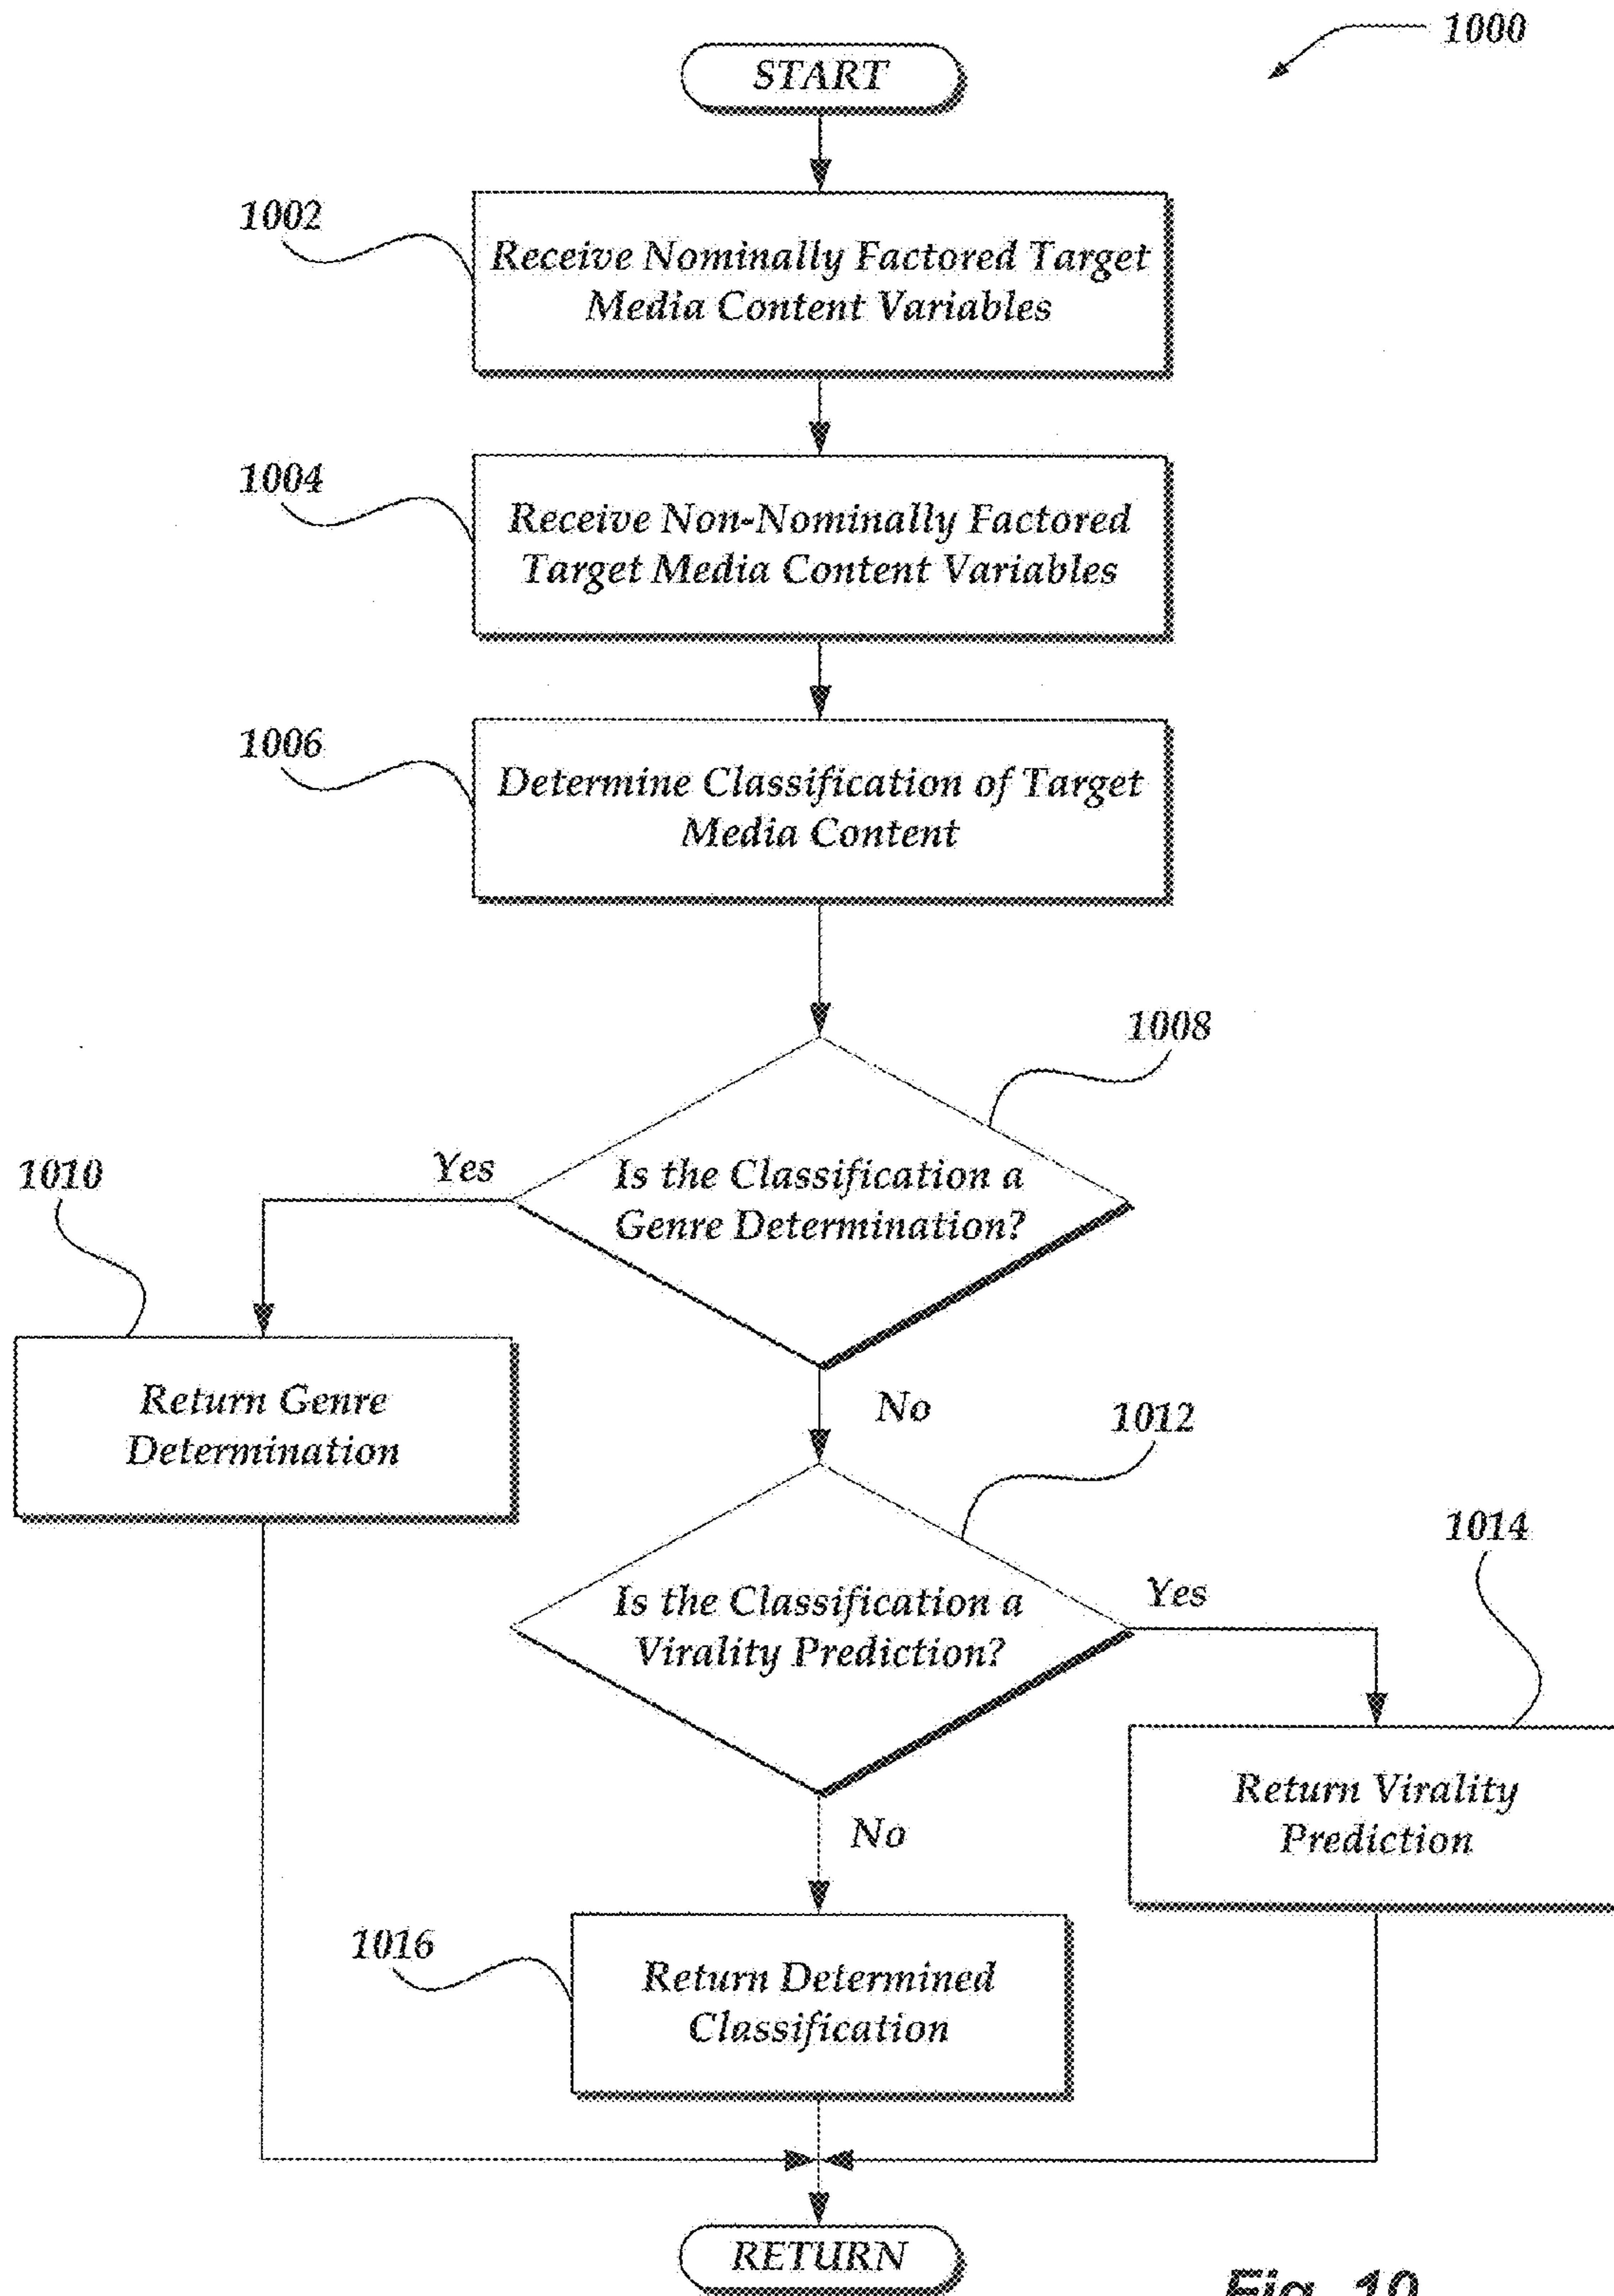 1000
START
1002
Receive Nominally Factored Target
Media Content Variables
1004
Receive Non-Nominally Factored
Target Media Content Variables
1006
Determine Classification of Target
Media Content
1008
Is the Classification a
Genre Determination?
Yes
1010
Return Genre
Determination
No
1012
Is the Classification a
Virality Prediction?
Yes
1014
Return Virality
Prediction
No
1016
Return Determined
Classification
RETURN
Fig. 10